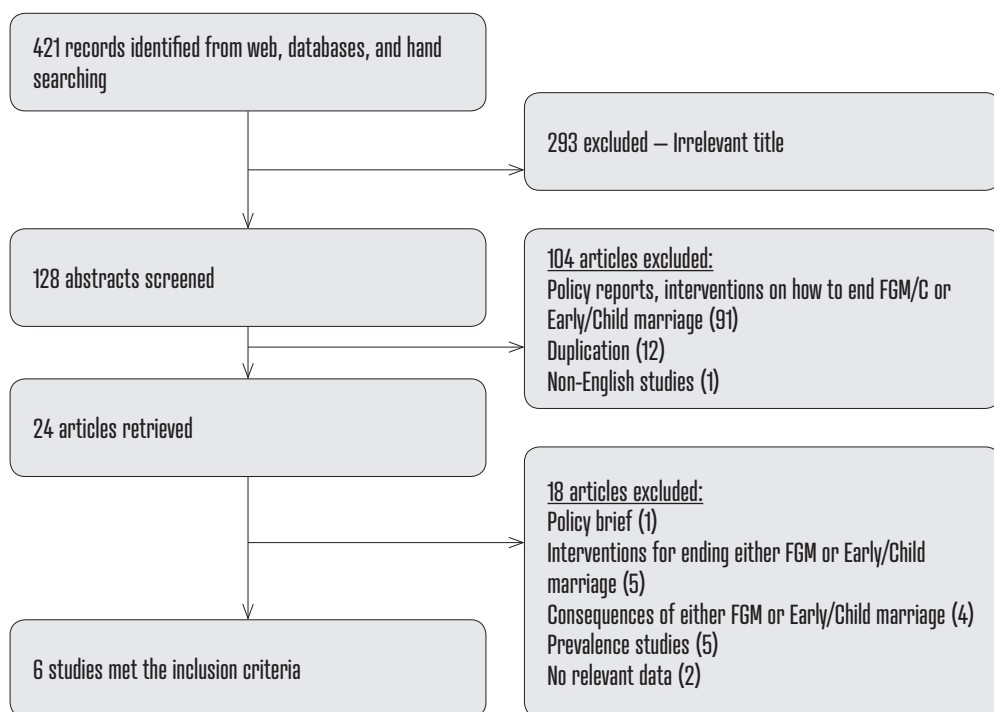 421 records identified from web, databases, and hand
searching
293 excluded – Irrelevant title
128 abstracts screened
104 articles excluded:
Policy reports, interventions on how to end FGM/C or
Early/Child marriage (91)
Duplication (12)
Non-English studies (1)
24 articles retrieved
18 articles excluded:
Policy brief (1)
Interventions for ending either FGM or Early/Child
marriage (5)
Consequences of either FGM or Early/Child marriage (4)
Prevalence studies (5)
No relevant data (2)
6 studies met the inclusion criteria